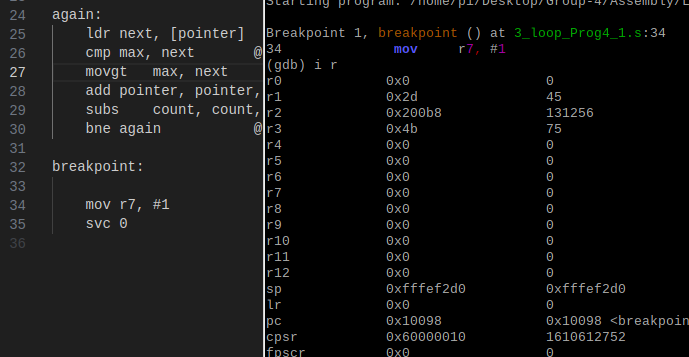 24 again:
25 ldr next, [pointer]
26 cmp max, next @
27 movgt max, next
28 add pointer, pointer,
29 subs count, count,
30 bne again @
31
32 breakpoint:
33
34 mov r7, #1
35 svc 0
36
Starting program: /home/pi/Desktop/Group-4/Assembly/
Breakpoint 1, breakpoint () at 3_loop_Prog4_1.s:34
34 mov r7, #1
(gdb) i r
r0 0x0 0
r1 0x2d 45
r2 0x200b8 131256
r3 0x4b 75
r4 0x0 0
r5 0x0 0
r6 0x0 0
r7 0x0 0
r8 0x0 0
r9 0x0 0
r10 0x0 0
r11 0x0 0
r12 0x0 0
sp 0xfffef2d0 0xfffef2d0
lr 0x0 0
pc 0x10098 0x10098 <breakpoin
cpsr 0x60000010 1610612752
fpscr 0x0 0